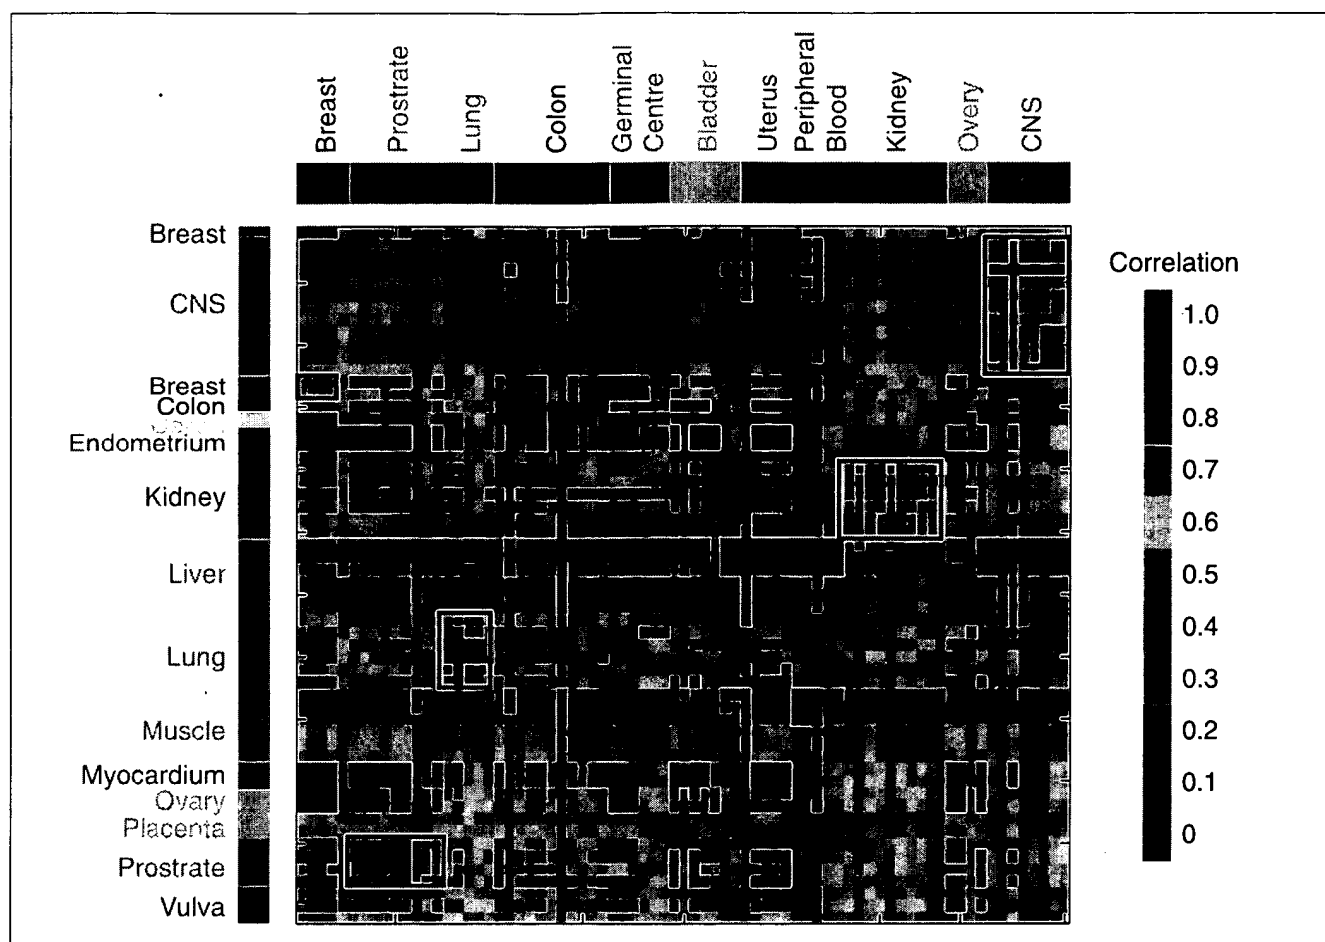 Breast
Prostrate
Lung
Colon
Germinal
Centre
Bladder
Uterus
Peripheral
Blood
Kidney
Overy
CNS
Breast
CNS
Breast
Colon
Endometrium
Kidney
Liver
Lung
Muscle
Myocardium
Ovary
Placenta
Prostrate
Vulva
Correlation
1.0
0.9
0.8
0.7
0.6
0.5
0.4
0.3
0.2
0.1
0